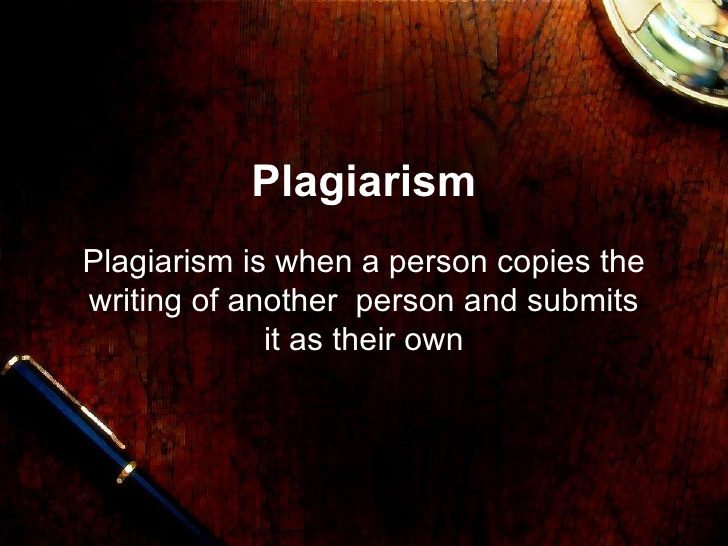 Plagiarism
Plagiarism is when a person copies the
writing of another  person and submits
it as their own